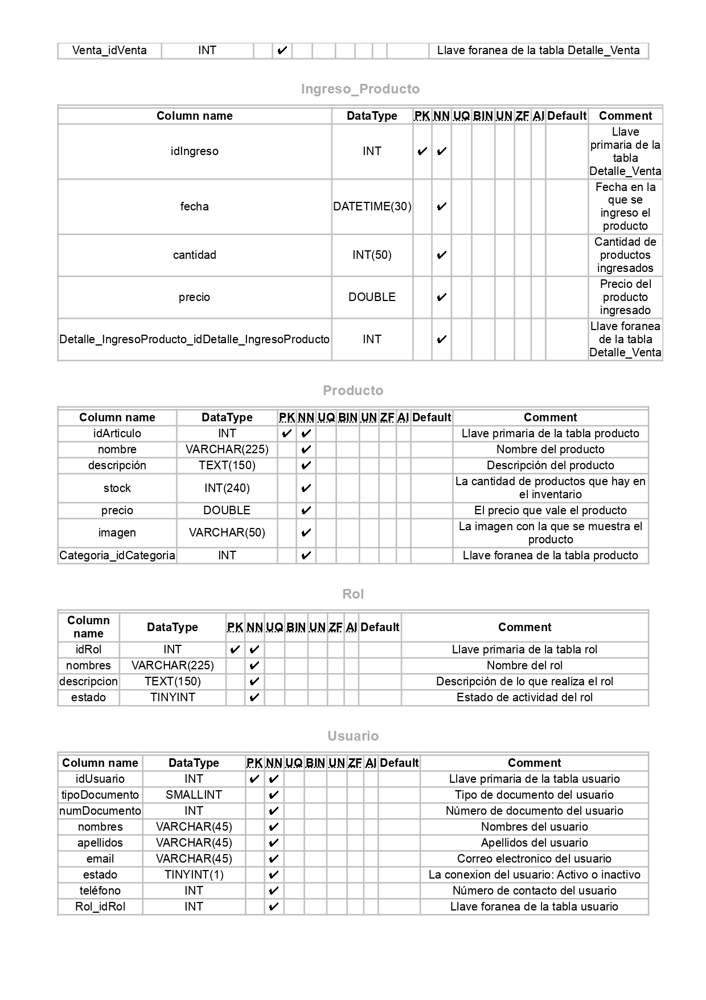 Venta_idVenta INT ✔ Llave foranea de la tabla Detalle_Venta
Ingreso_Producto
Column name DataType PK NN UQ BIN UN ZF AI Default Comment
idIngreso INT ✔ ✔ Llave primaria de la tabla Detalle_Venta
fecha DATETIME(30) ✔ Fecha en la que se ingreso el producto
cantidad INT(50) ✔ Cantidad de productos ingresados
precio DOUBLE ✔ Precio del producto ingresado
Detalle_IngresoProducto_idDetalle_IngresoProducto INT ✔ Llave foranea de la tabla Detalle_Venta
Producto
Column name DataType PK NN UQ BIN UN ZF AI Default Comment
idArticulo INT ✔ ✔ Llave primaria de la tabla producto
nombre VARCHAR(225) ✔ Nombre del producto
descripción TEXT(150) ✔ Descripción del producto
stock INT(240) ✔ La cantidad de productos que hay en el inventario
precio DOUBLE ✔ El precio que vale el producto
imagen VARCHAR(50) ✔ La imagen con la que se muestra el producto
Categoria_idCategoria INT ✔ Llave foranea de la tabla producto
Rol
Column name DataType PK NN UQ BIN UN ZF AI Default Comment
idRol INT ✔ ✔ Llave primaria de la tabla rol
nombres VARCHAR(225) ✔ Nombre del rol
descripcion TEXT(150) ✔ Descripción de lo que realiza el rol
estado TINYINT ✔ Estado de actividad del rol
Usuario
Column name DataType PK NN UQ BIN UN ZF AI Default Comment
idUsuario INT ✔ ✔ Llave primaria de la tabla usuario
tipoDocumento SMALLINT ✔ Tipo de documento del usuario
numDocumento INT ✔ Número de documento del usuario
nombres VARCHAR(45) ✔ Nombres del usuario
apellidos VARCHAR(45) ✔ Apellidos del usuario
email VARCHAR(45) ✔ Correo electronico del usuario
estado TINYINT(1) ✔ La conexion del usuario: Activo o inactivo
teléfono INT ✔ Número de contacto del usuario
Rol_idRol INT ✔ Llave foranea de la tabla usuario